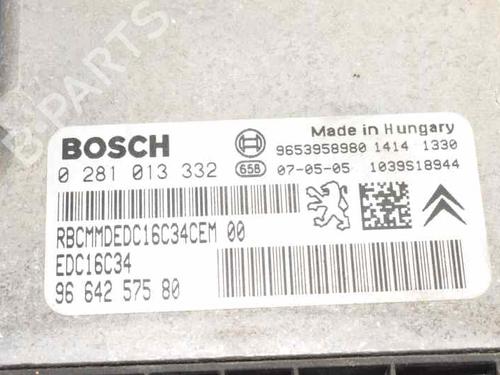 B-PARTS
BOSCH
Made in Hungary
9653958980 1414 1330
0 281 013 332 658 07-05-05 1039S18944
RBCMMDEDC16C34CEM 00
EDC16C34
96 642 575 80